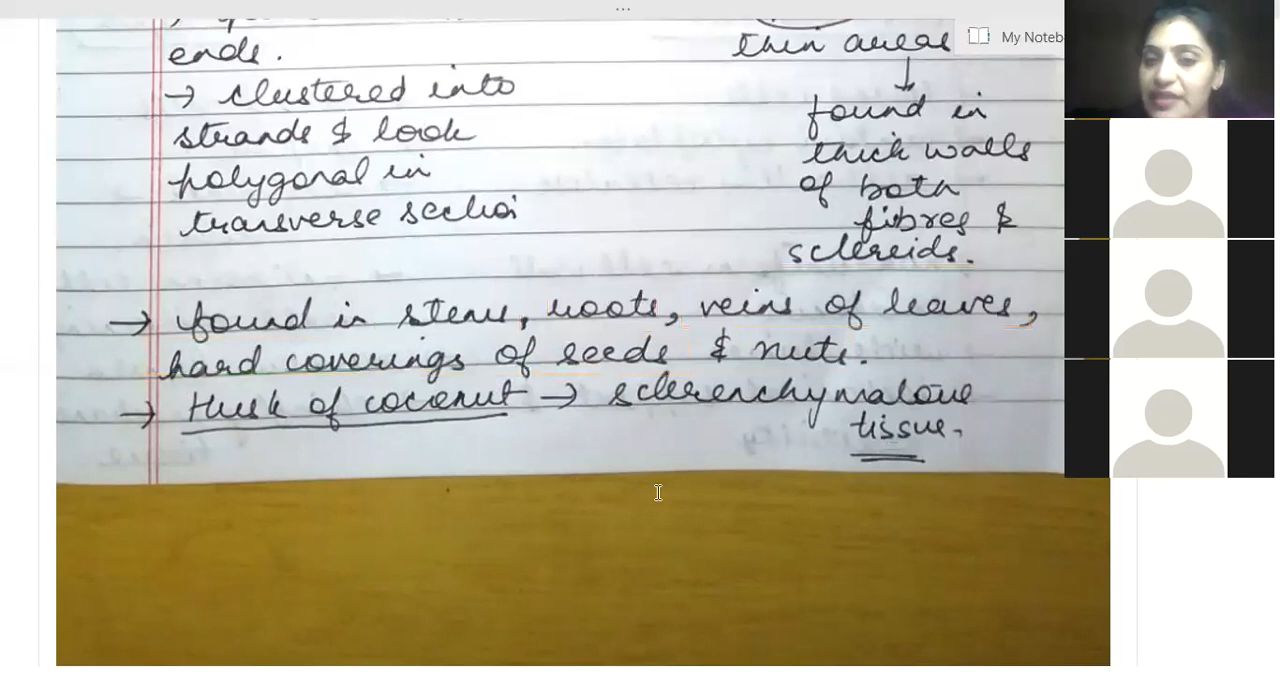 ...
My Noteb
ends.
→ clustered into
strands & look
polygonal in
transverse sectio
thin areas
↓
found in
thick walls
of both
fibres &
sclereids.
→ found in stems, roots, veins of leaves,
hard coverings of seeds & nuts.
→ Husk of coconut → sclerenchymatous
tissue.